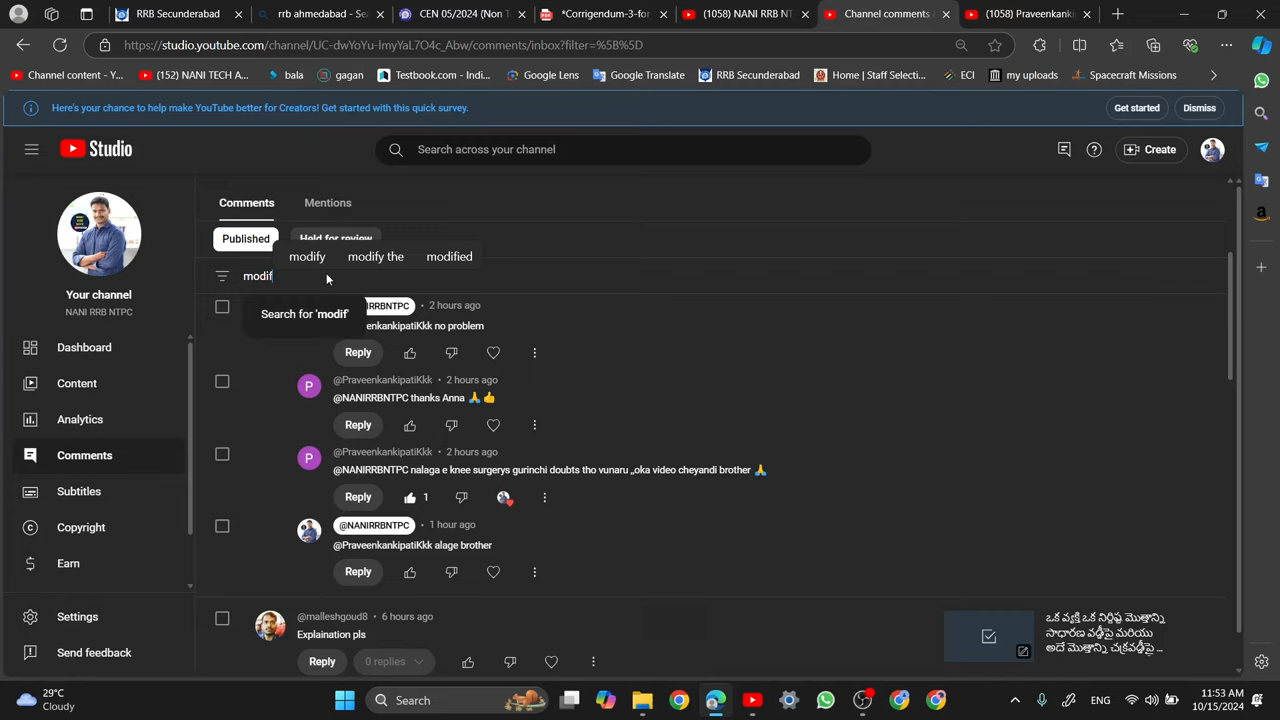 RRB Secunderabad
rrb ahmedabad - Se
CEN 05/2024 (Non T
*Corrigendum-3-for
(1058) NANI RRB NT
Channel comments
(1058) Praveenkanki
https://studio.youtube.com/channel/UC-dwYoYu-lmyYaL7O4c_Abw/comments/inbox?filter=%5B%5D
Channel content - Y...
(152) NANI TECH A...
bala
gagan
Testbook.com - Indi...
Google Lens
Google Translate
RRB Secunderabad
Home | Staff Selecti...
ECI
my uploads
Spacecraft Missions
Here's your chance to help make YouTube better for Creators! Get started with this quick survey.
Get started
Dismiss
Studio
Search across your channel
Create
NANI RRB NTPC
Your channel
NANI RRB NTPC
Dashboard
Content
Analytics
Comments
Subtitles
Copyright
Earn
Settings
Send feedback
Comments
Mentions
Published
Held for review
modify
modify the
modified
modif
Search for 'modif'
IRRBNTPC
• 2 hours ago
enkankipatiKkk no problem
Reply
P
@PraveenkankipatiKkk • 2 hours ago
@NANIRRBNTPC thanks Anna 🙏👍
Reply
P
@PraveenkankipatiKkk • 2 hours ago
@NANIRRBNTPC nalaga e knee surgerys gurinchi doubts tho vunaru ,,oka video cheyandi brother 🙏
Reply
1
@NANIRRBNTPC • 1 hour ago
@PraveenkankipatiKkk alage brother
Reply
@malleshgoud8 • 6 hours ago
Explaination pls
Reply
0 replies
ఒక వ్యక్తి ఒక నిర్దిష్ట మొత్తాన్ని
సాధారణ వడ్డీపై మరియు
అదే మొత్తాన్ని చక్రవడ్డీపై ...
29°C
Cloudy
Search
ENG
11:53 AM
10/15/2024